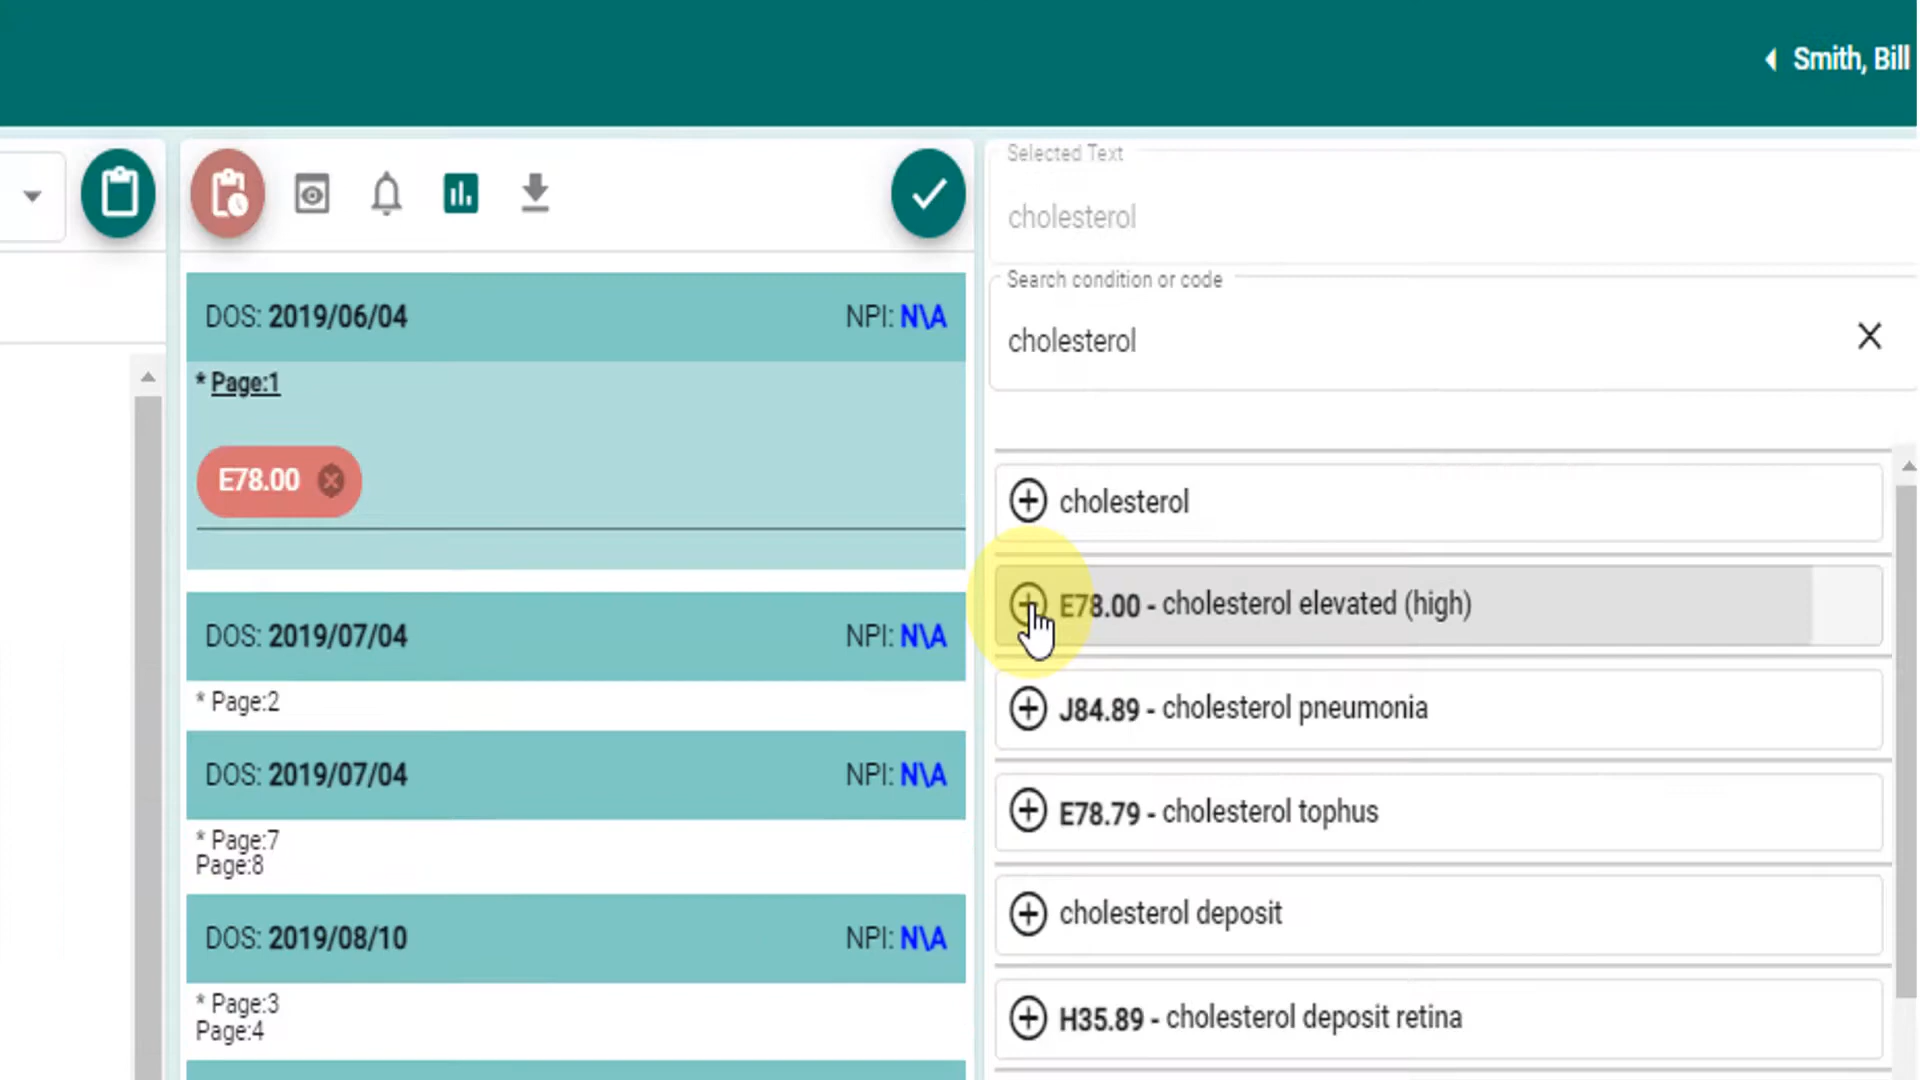 Smith, Bill
DOS: 2019/06/04 NPI: N\A
* Page:1
E78.00
DOS: 2019/07/04 NPI: N\A
* Page:2
DOS: 2019/07/04 NPI: N\A
* Page:7
Page:8
DOS: 2019/08/10 NPI: N\A
* Page:3
Page:4
Selected Text
cholesterol
Search condition or code
cholesterol
cholesterol
E78.00 - cholesterol elevated (high)
J84.89 - cholesterol pneumonia
E78.79 - cholesterol tophus
cholesterol deposit
H35.89 - cholesterol deposit retina